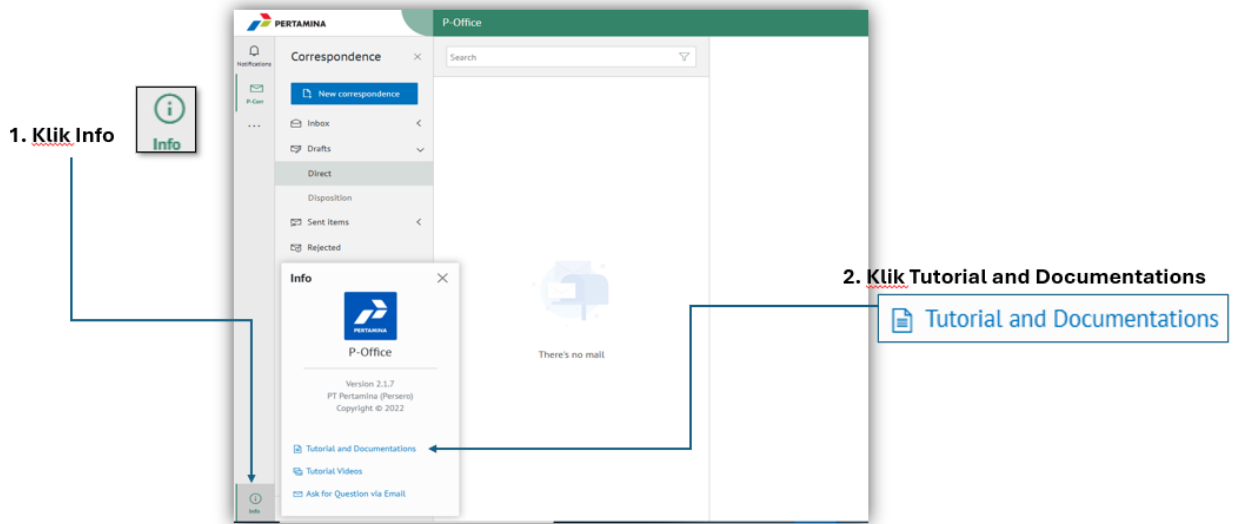 PERTAMINA
P-Office
Notifications
P-Corr
...
Correspondence
Search
New correspondence
Inbox
Drafts
Direct
Disposition
Sent items
Rejected
1. Klik Info
Info
Info
PERTAMINA
P-Office
Version 2.1.7
PT Pertamina (Persero)
Copyright © 2022
Tutorial and Documentations
Tutorial Videos
Ask for Question via Email
Info
There's no mail
2. Klik Tutorial and Documentations
Tutorial and Documentations